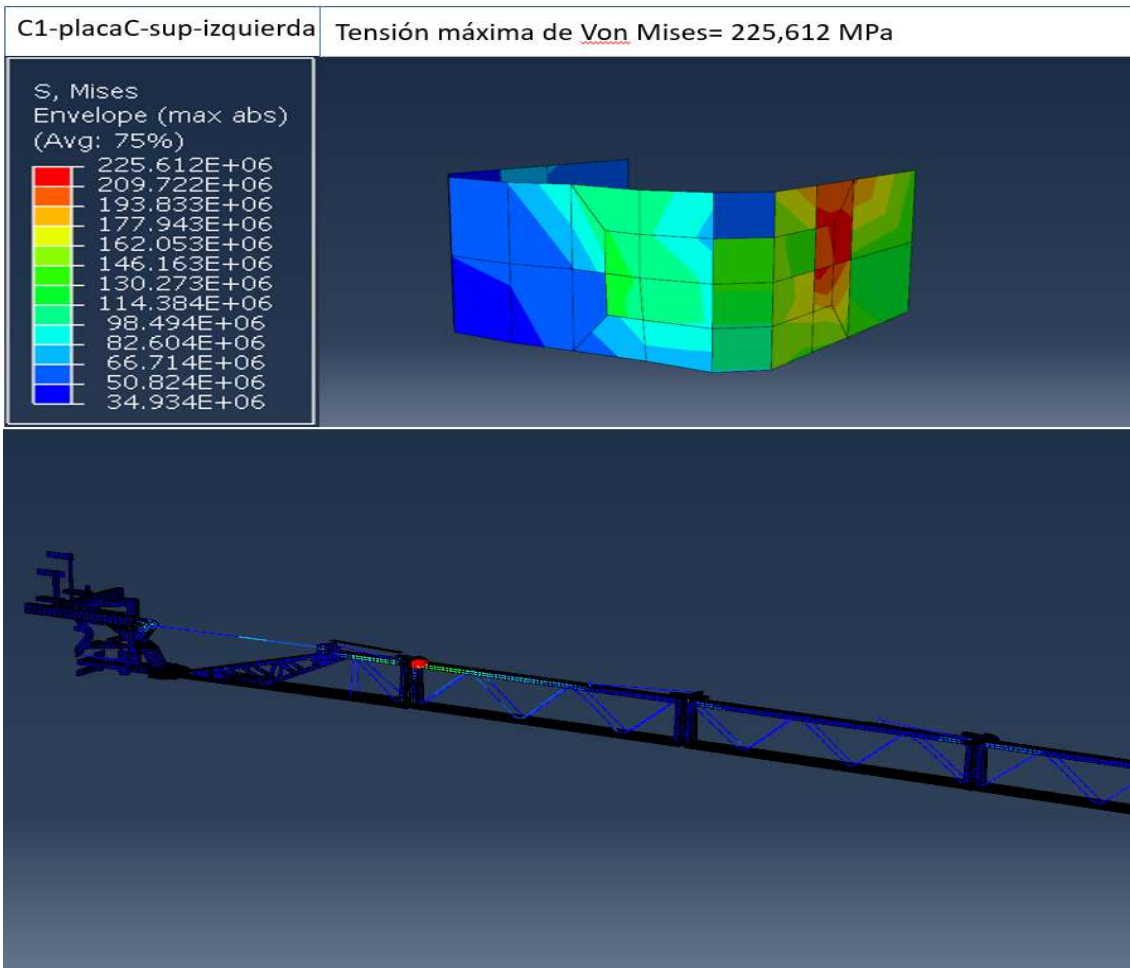 C1-placaC-sup-izquierda
Tensión máxima de Von Mises= 225,612 MPa
S, Mises
Envelope (max abs)
(Avg: 75%)
225.612E+06
209.722E+06
193.833E+06
177.943E+06
162.053E+06
146.163E+06
130.273E+06
114.384E+06
98.494E+06
82.604E+06
66.714E+06
50.824E+06
34.934E+06